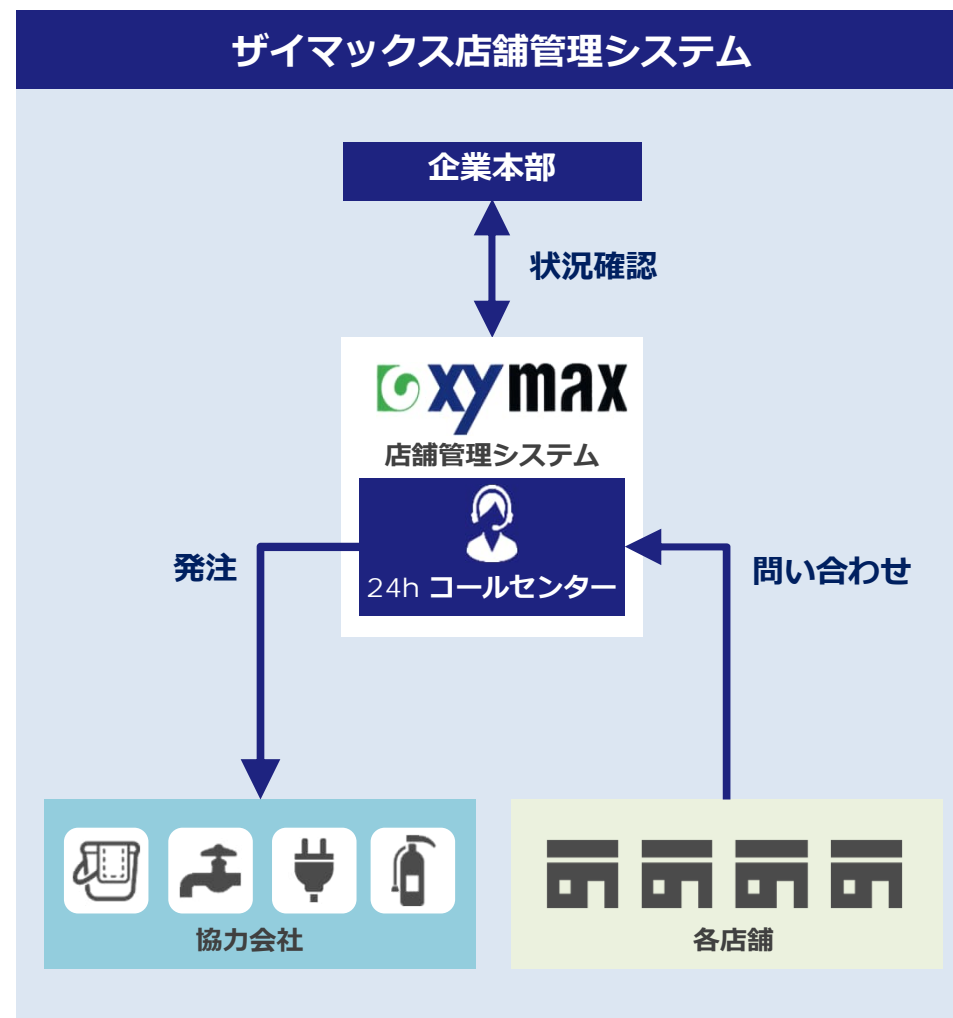 ザイマックス店舗管理システム
企業本部
状況確認
xymax
店舗管理システム
発注
24h コールセンター
問い合わせ
協力会社
各店舗